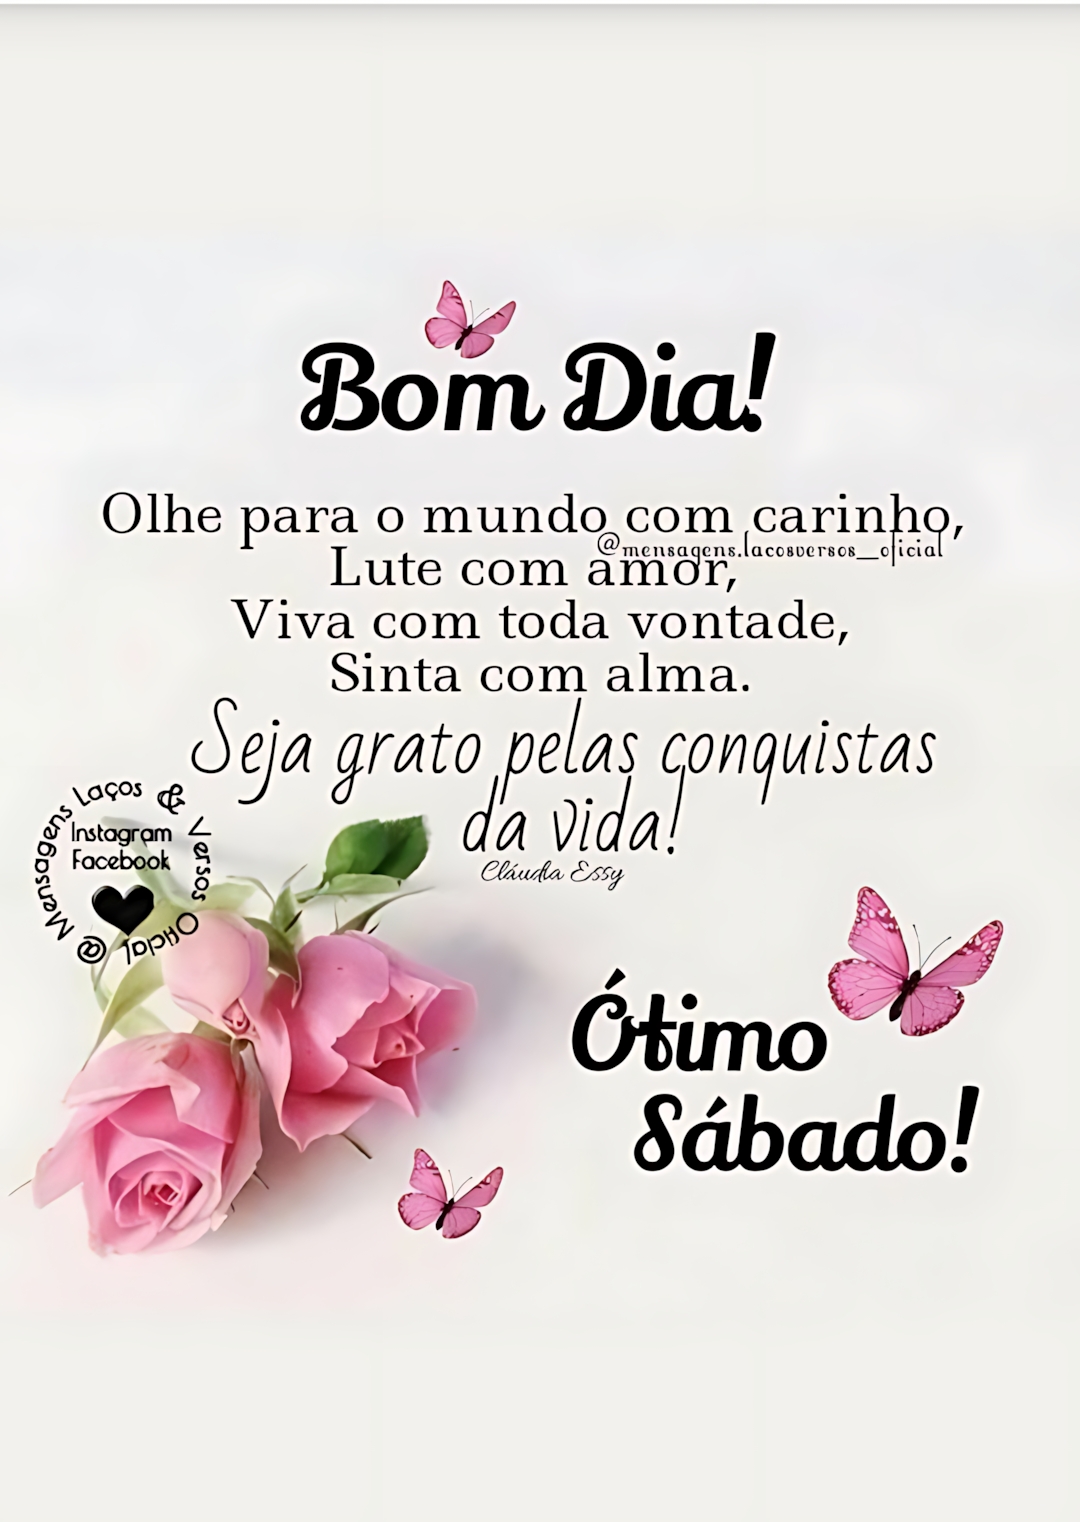 Bom Dia!
Olhe para o mundo com carinho,
@mensagens.lacosversos_oficial
Lute com amor,
Viva com toda vontade,
Sinta com alma.
Seja grato pelas conquistas
da vida!
Cláudia Essy
@ Mensagens Laços & Versos Oficial
Instagram
Facebook
Ótimo
Sábado!